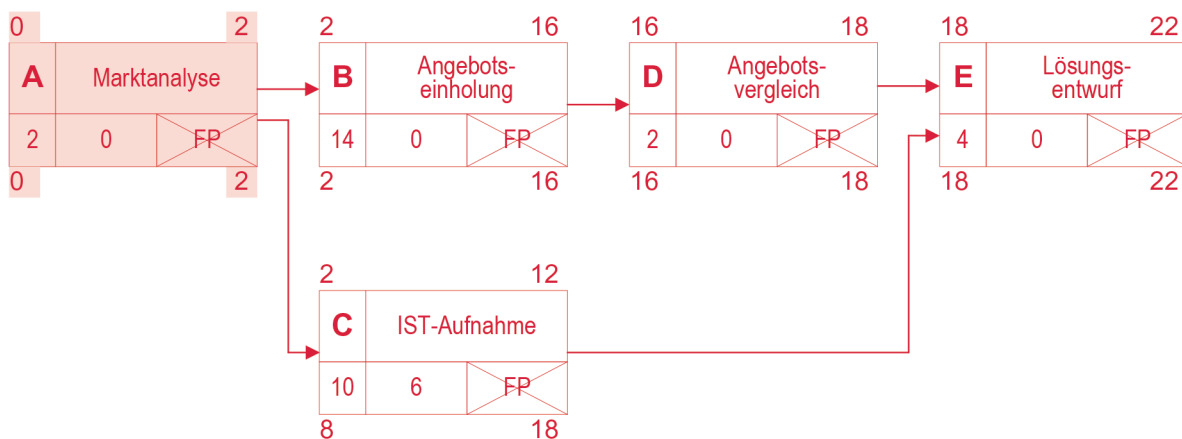 0 2 2 16 16 18 18 22
A Marktanalyse B Angebots- D Angebots- E Lösungs-
einholung vergleich entwurf
2 0 FP 14 0 FP 2 0 FP 4 0 FP
0 2 2 16 16 18 18 22
2 12
C IST-Aufnahme
10 6 FP
8 18